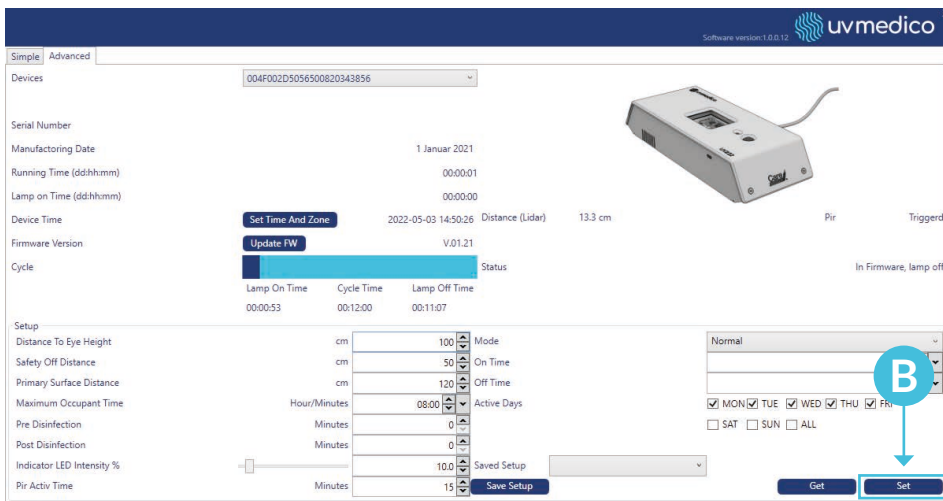 uvmedico
Software version:1.0.0.12
Simple Advanced
Devices 004F002D5056500820343856
Serial Number
Manufactoring Date 1 Januar 2021
Running Time (dd:hh:mm) 00:00:01
Lamp on Time (dd:hh:mm) 00:00:00
Device Time Set Time And Zone 2022-05-03 14:50:26 Distance (Lidar) 13.3 cm Pir Triggerd
Firmware Version Update FW V.01.21
Cycle Status In Firmware, lamp off
Lamp On Time Cycle Time Lamp Off Time
00:00:53 00:12:00 00:11:07
Setup
Distance To Eye Height cm 100 Mode Normal
Safety Off Distance cm 50 On Time
Primary Surface Distance cm 120 Off Time
Maximum Occupant Time Hour/Minutes 08:00 Active Days MON TUE WED THU FRI
Pre Disinfection Minutes 0 SAT SUN ALL
Post Disinfection Minutes 0
Indicator LED Intensity % 10.0 Saved Setup
Pir Activ Time Minutes 15 Save Setup Get Set
B